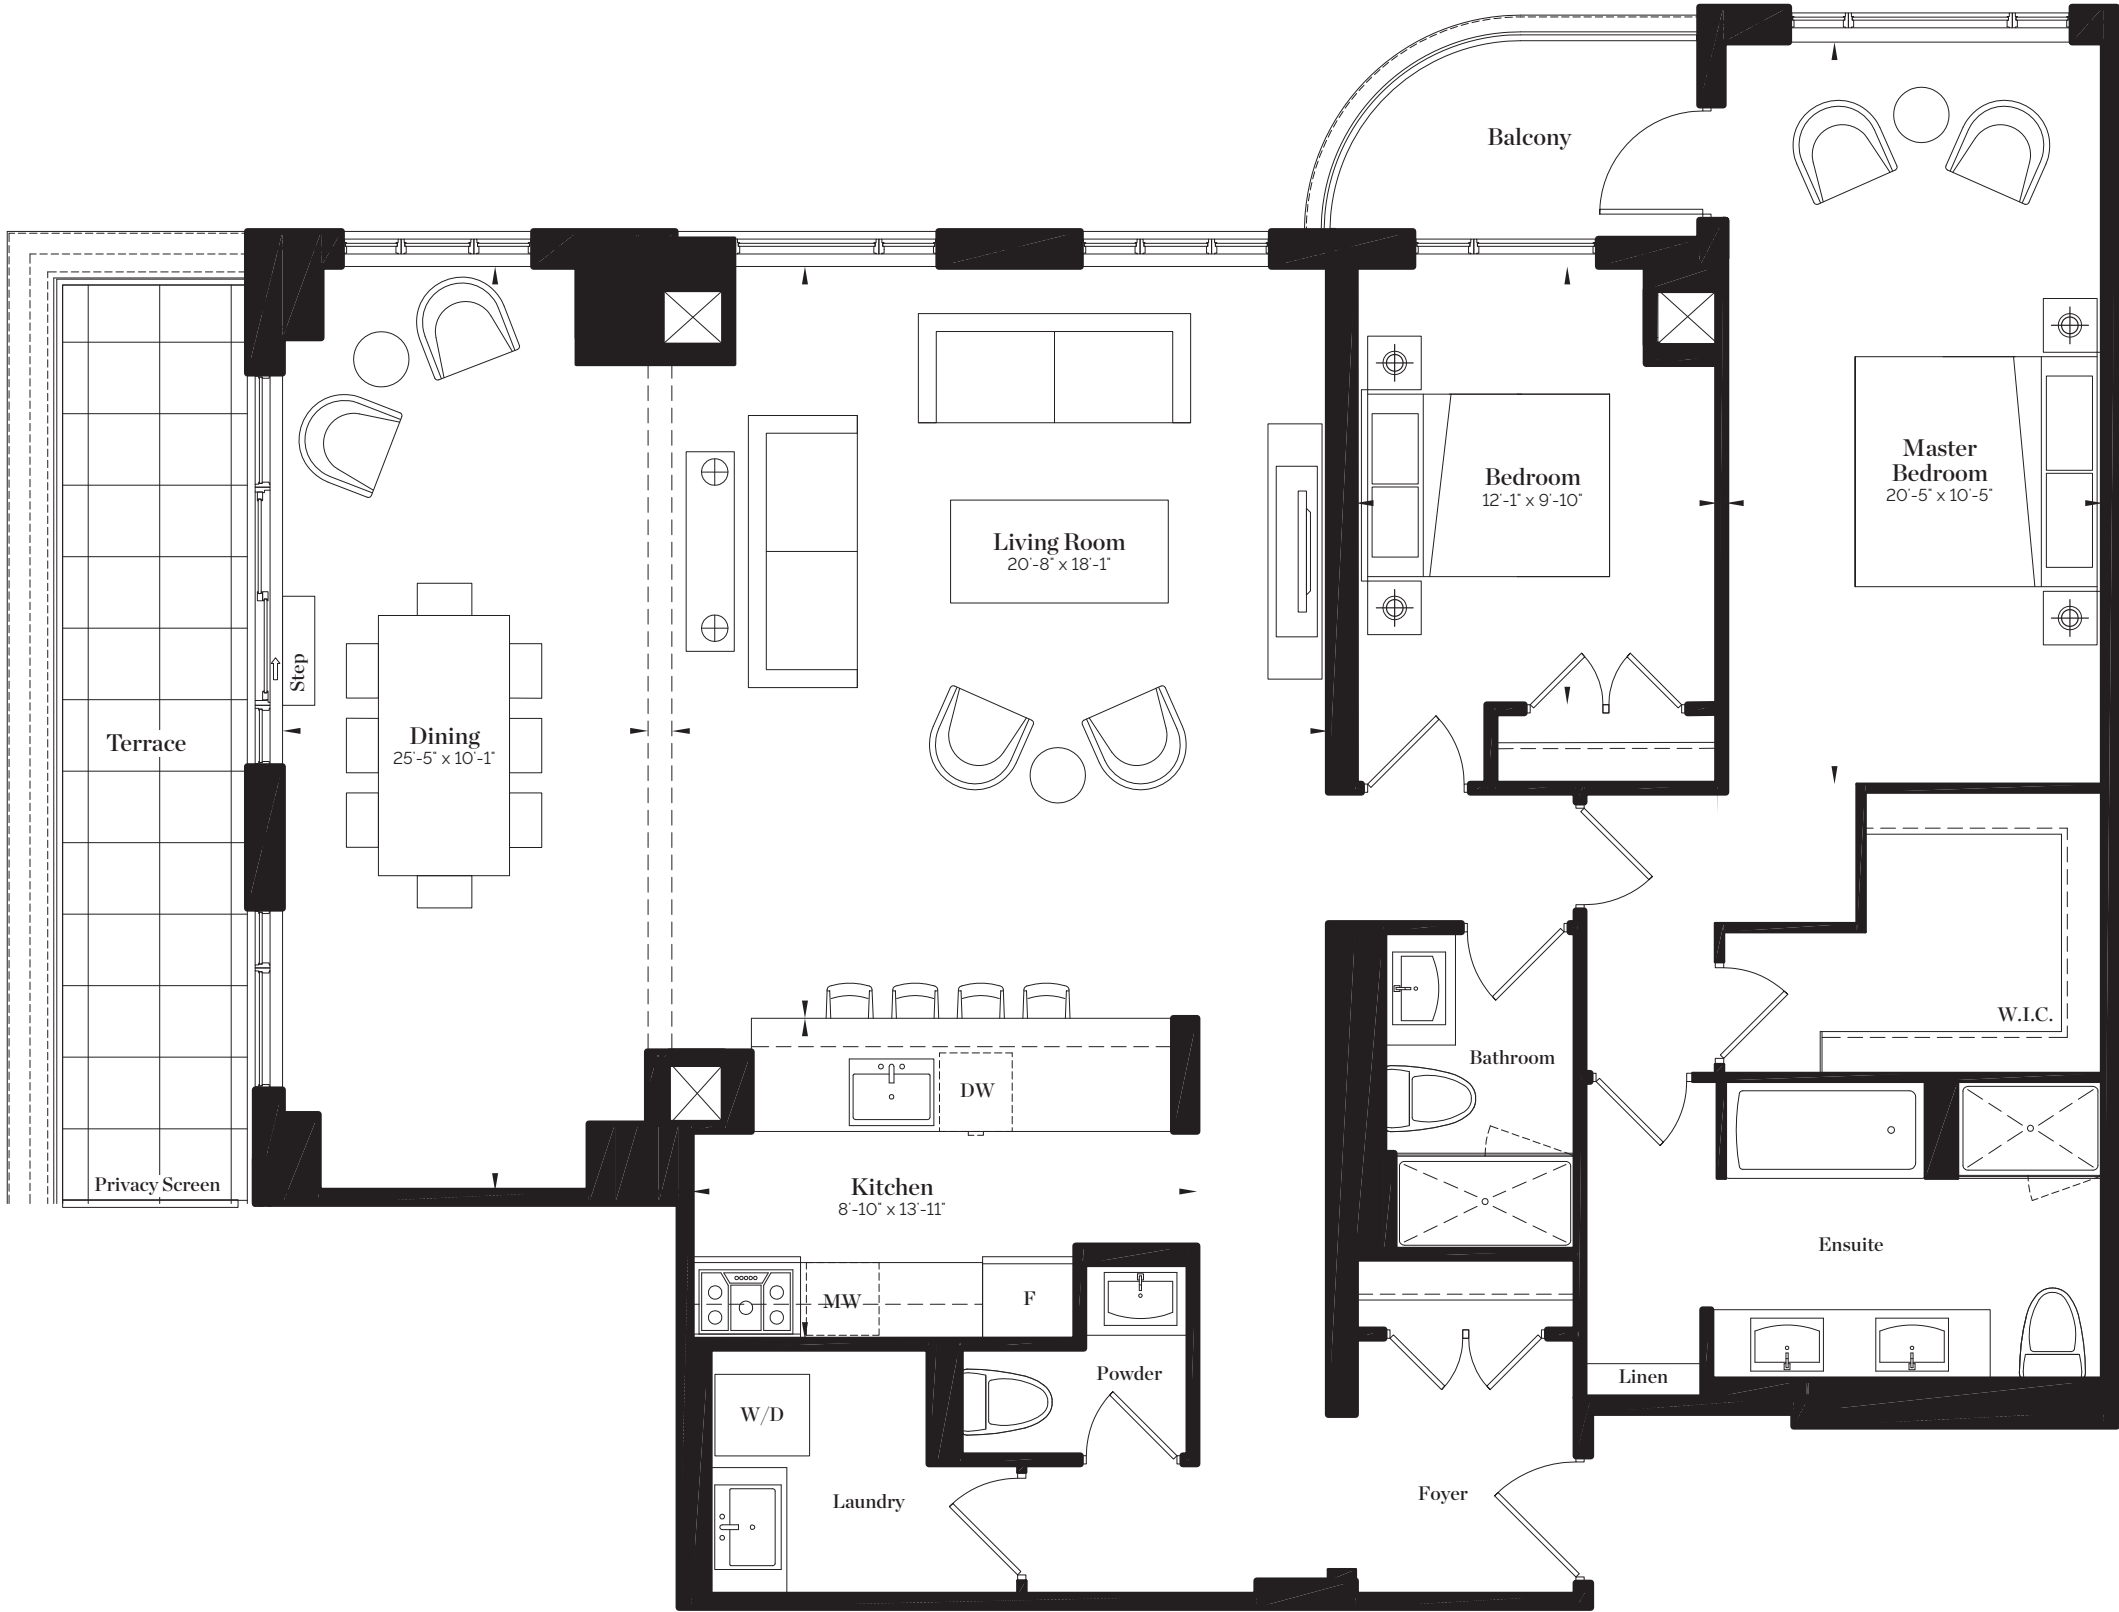 Balcony
Master
Bedroom
20'-5" x 10'-5"
Bedroom
12'-1" x 9'-10"
Living Room
20'-8" x 18'-1"
Step
Terrace
Dining
25'-5" x 10'-1"
W.I.C.
Bathroom
DW
Privacy Screen
Kitchen
8'-10" x 13'-11"
Ensuite
MW
F
Powder
Linen
W/D
Laundry
Foyer